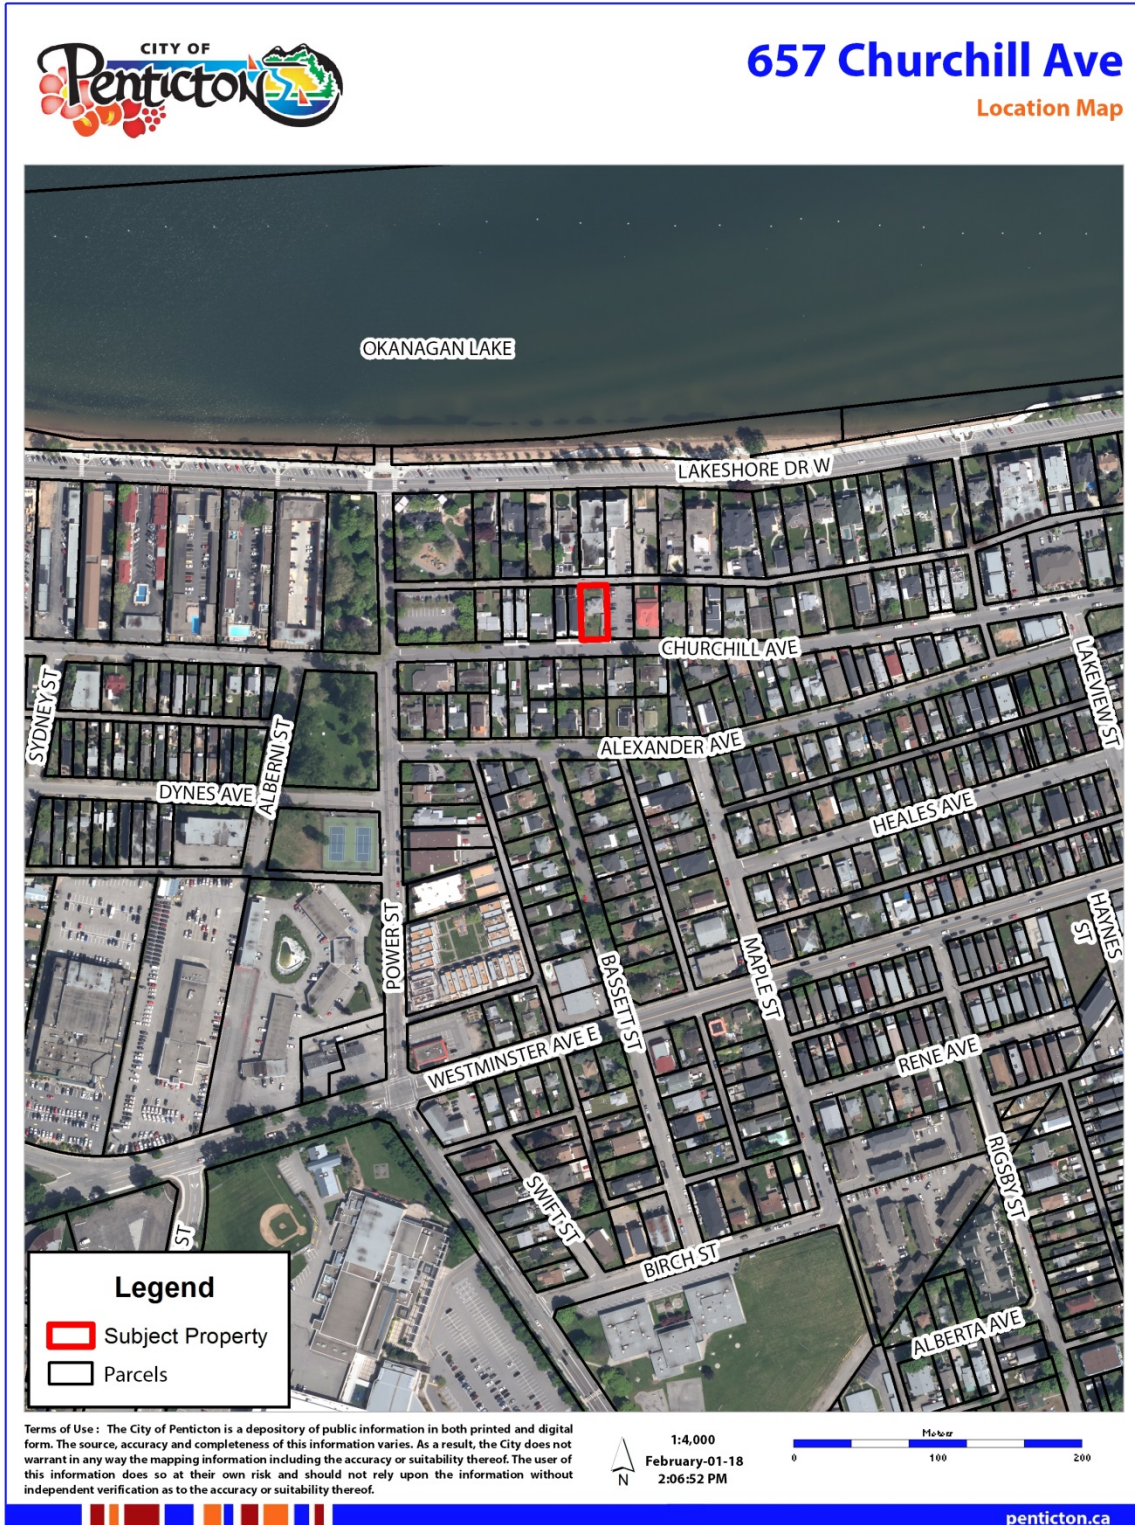 CITY OF
Penticton
657 Churchill Ave
Location Map
OKANAGAN LAKE
LAKESHORE DR W
CHURCHILL AVE
SYDNEY ST
ALBERNI ST
LAKEVIEW ST
ALEXANDER AVE
DYNES AVE
HEALES AVE
POWER ST
HAYNES
ST
BASSETT ST
MAPLE ST
WESTMINSTER AVE E
RENE AVE
SWIFT ST
RIGSBY ST
ST
BIRCH ST
ALBERTA AVE
Legend
Subject Property
Parcels
Terms of Use : The City of Penticton is a depository of public information in both printed and digital
form. The source, accuracy and completeness of this information varies. As a result, the City does not
warrant in any way the mapping information including the accuracy or suitability thereof. The user of
this information does so at their own risk and should not rely upon the information without
independent verification as to the accuracy or suitability thereof.
N
1:4,000
February-01-18
2:06:52 PM
0 100 200
penticton.ca